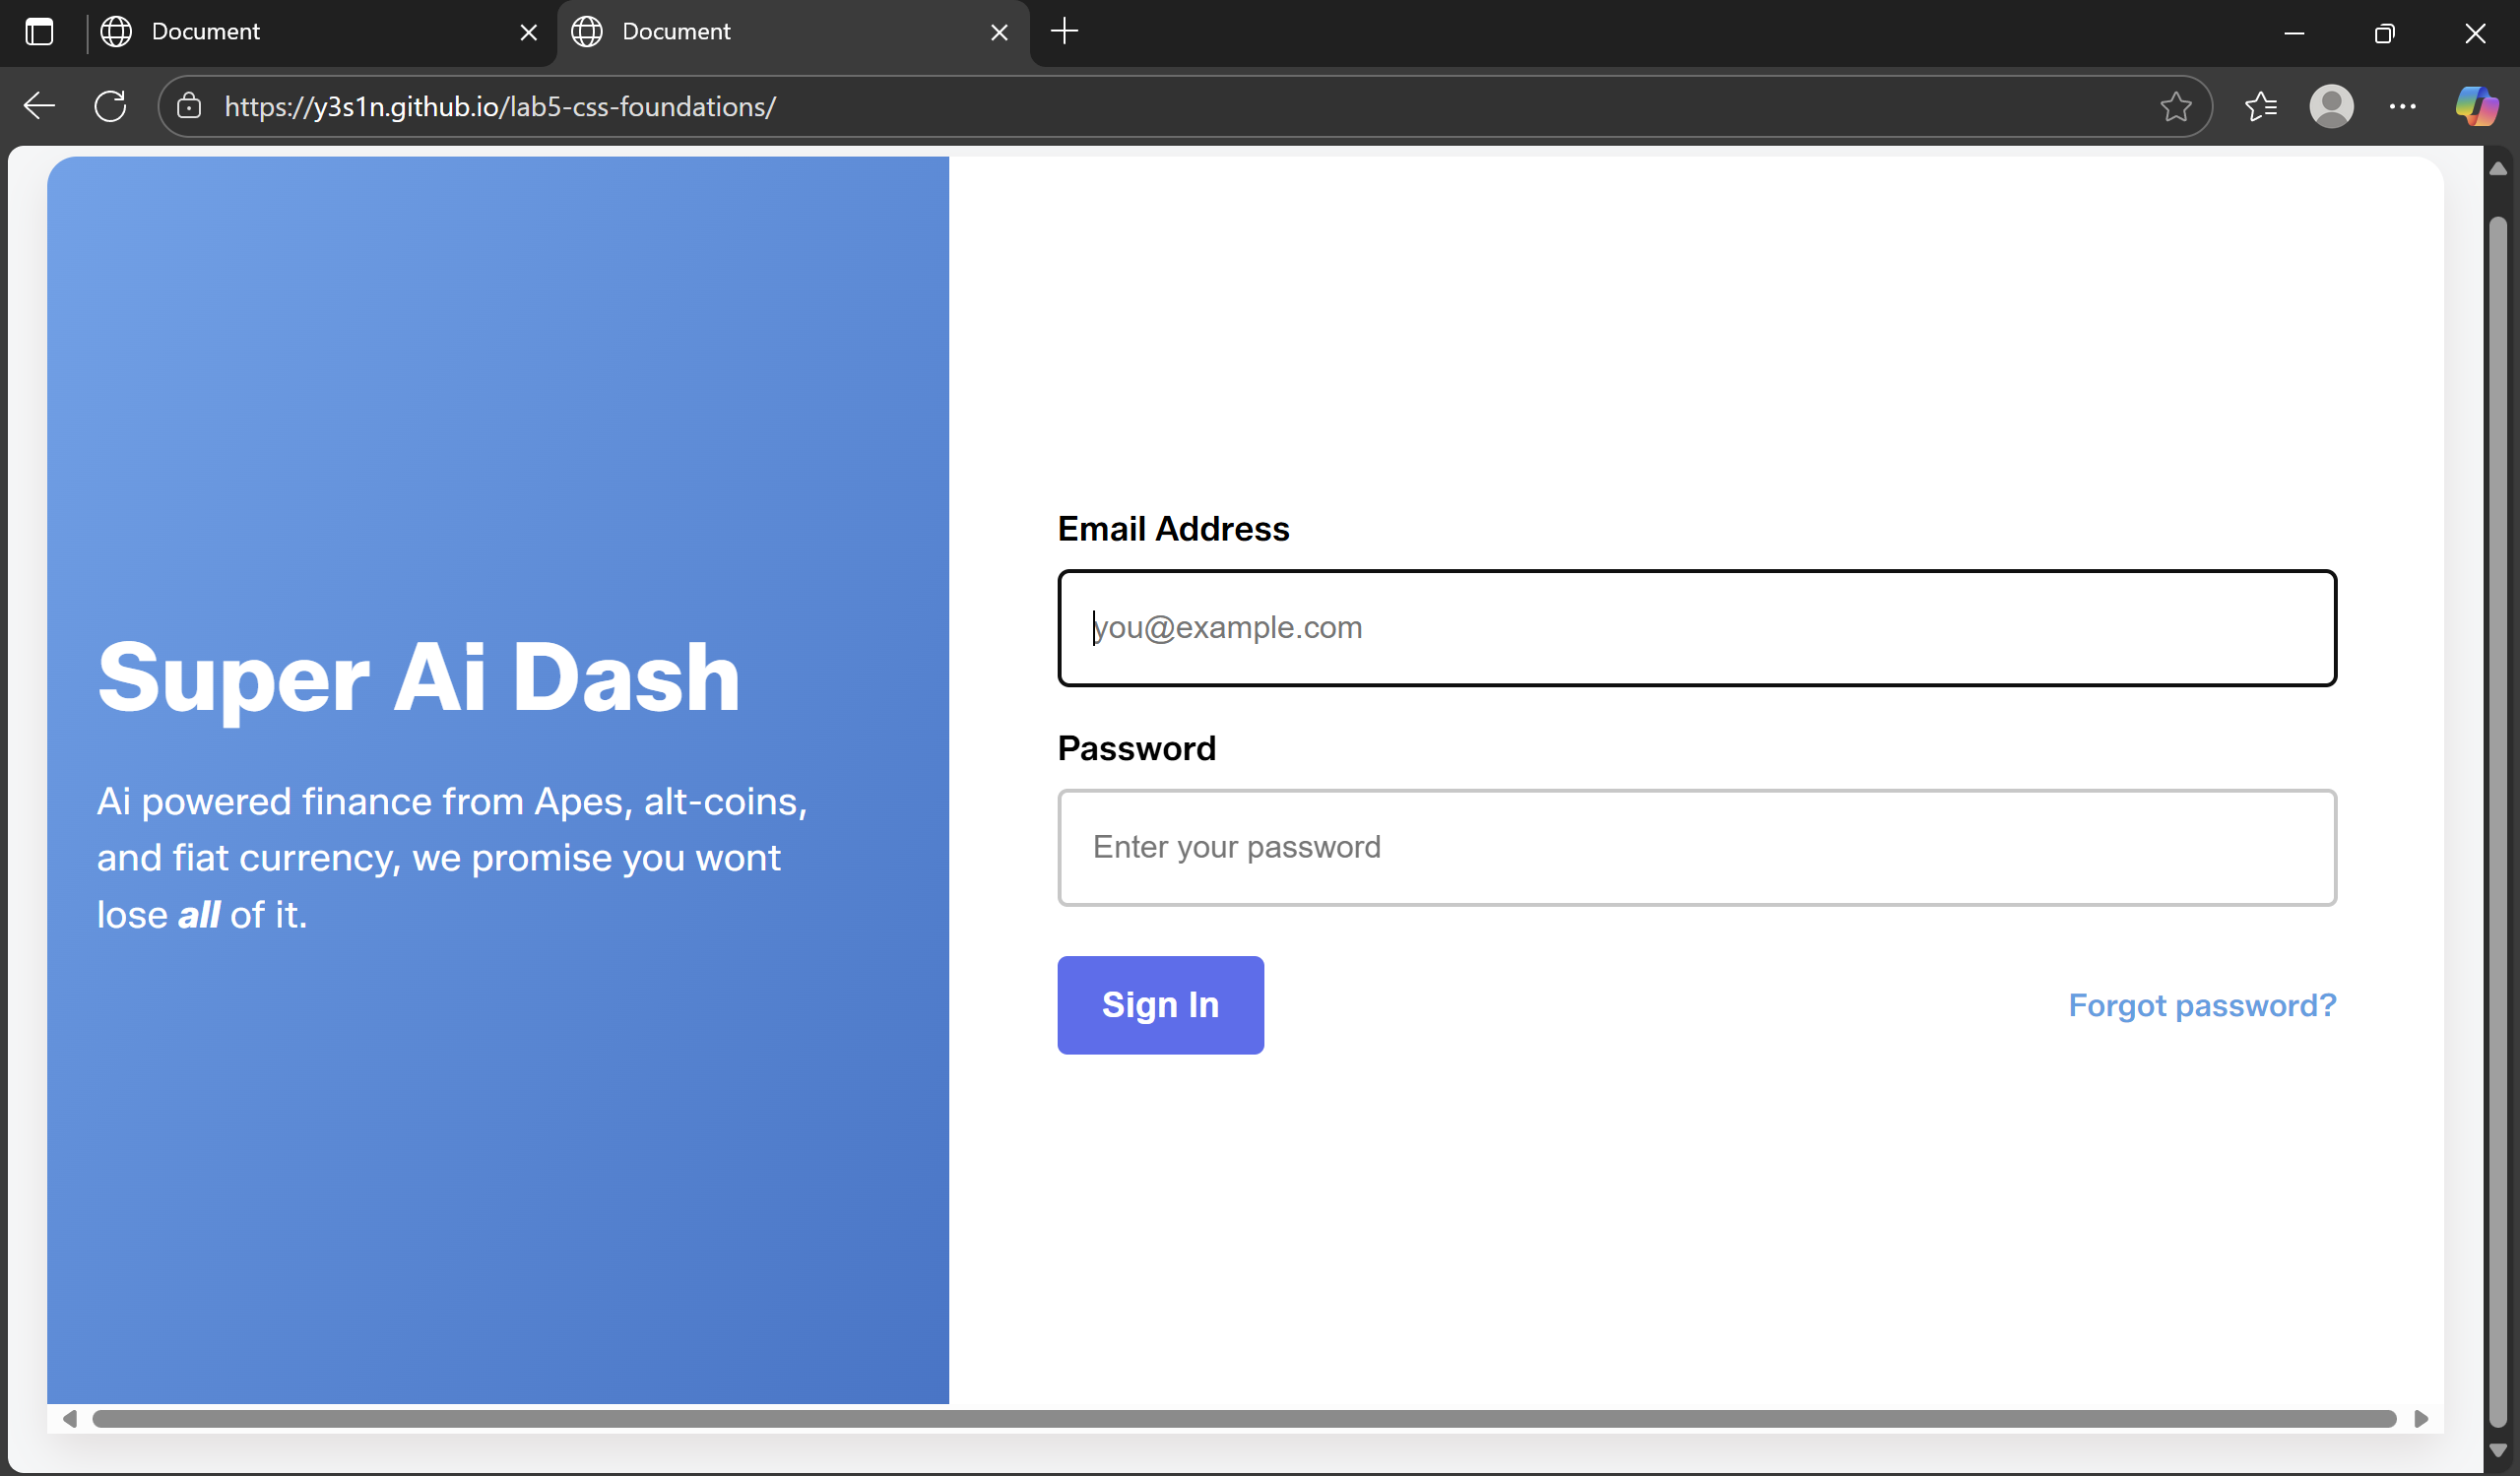 Document
Document
https://y3s1n.github.io/lab5-css-foundations/
Super Ai Dash
Ai powered finance from Apes, alt-coins,
and fiat currency, we promise you wont
lose all of it.
Email Address
you@example.com
Password
Enter your password
Sign In
Forgot password?